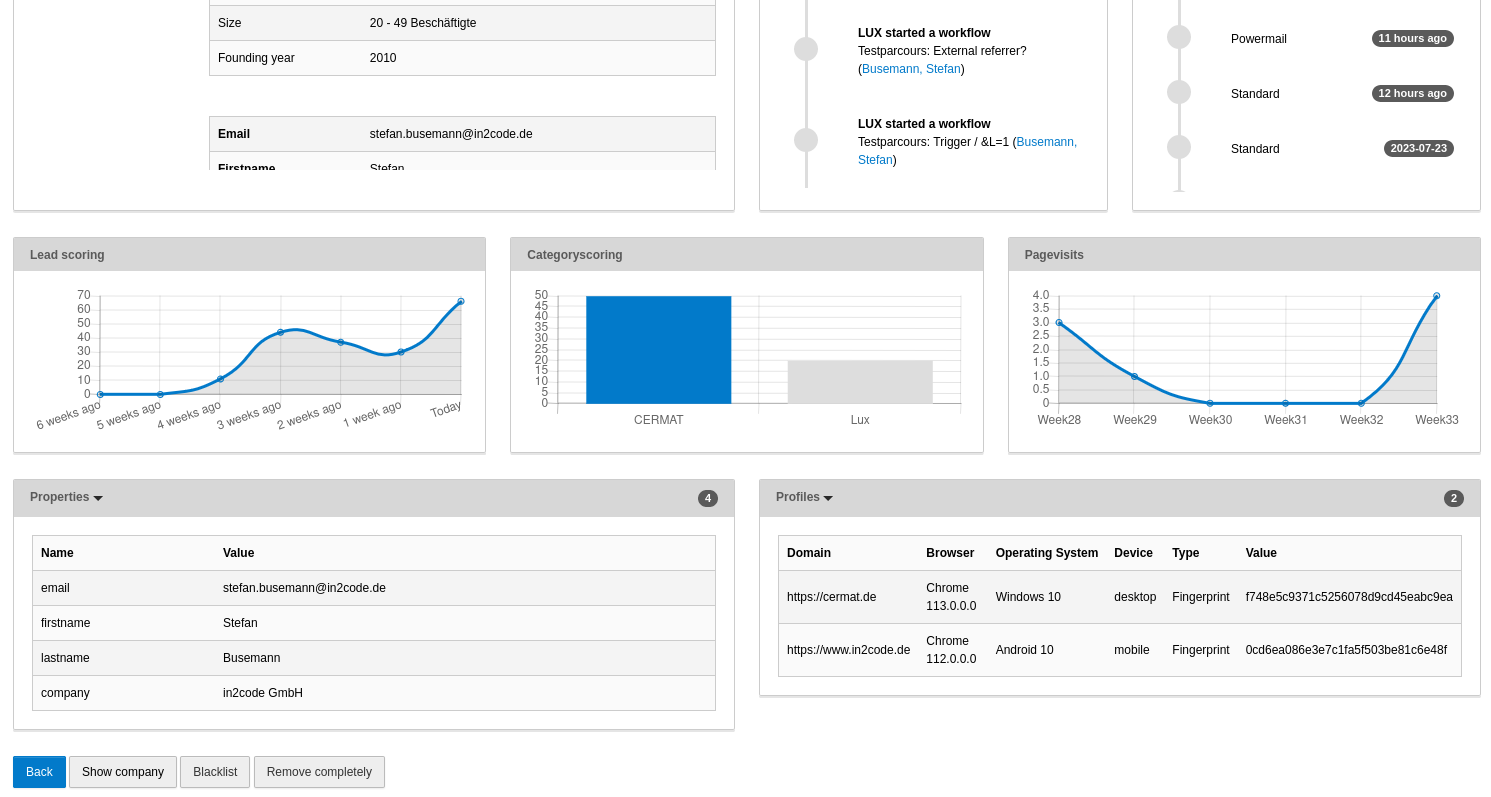 Size 20 - 49 Beschäftigte
Founding year 2010
Email stefan.busemann@in2code.de
Firstname Stefan
LUX started a workflow
Testparcours: External referrer?
(Busemann, Stefan)
LUX started a workflow
Testparcours: Trigger / &L=1 (Busemann,
Stefan)
Powermail 11 hours ago
Standard 12 hours ago
Standard 2023-07-23
Lead scoring
70
60
50
40
30
20
10
0
6 weeks ago 5 weeks ago 4 weeks ago 3 weeks ago 2 weeks ago 1 week ago Today
Categoryscoring
50
45
40
35
30
25
20
15
10
5
0
CERMAT Lux
Pagevisits
4.0
3.5
3.0
2.5
2.0
1.5
1.0
0.5
0
Week28 Week29 Week30 Week31 Week32 Week33
Properties 4
Name Value
email stefan.busemann@in2code.de
firstname Stefan
lastname Busemann
company in2code GmbH
Profiles 2
Domain Browser Operating System Device Type Value
https://cermat.de Chrome 113.0.0.0 Windows 10 desktop Fingerprint f748e5c9371c5256078d9cd45eabc9ea
https://www.in2code.de Chrome 112.0.0.0 Android 10 mobile Fingerprint 0cd6ea086e3e7c1fa5f503be81c6e48f
Back Show company Blacklist Remove completely